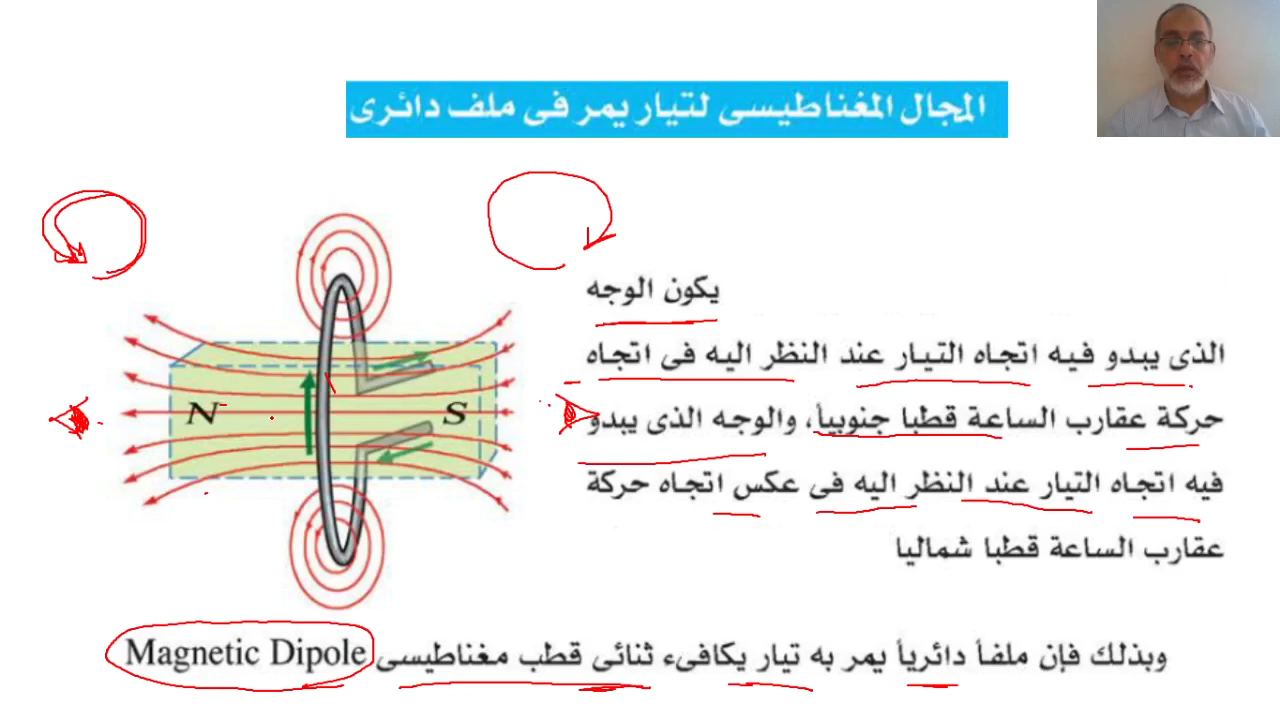 المجال المغناطيسى لتيار يمر فى ملف دائرى
يكون الوجه
الذى يبدو فيه اتجاه التيار عند النظر اليه فى اتجاه
حركة عقارب الساعة قطبا جنوبياً، والوجه الذى يبدو
فيه اتجاه التيار عند النظر اليه فى عكس اتجاه حركة
عقارب الساعة قطبا شماليا
N
S
وبذلك فإن ملفاً دائرياً يمر به تيار يكافىء ثنائى قطب مغناطيسى Magnetic Dipole